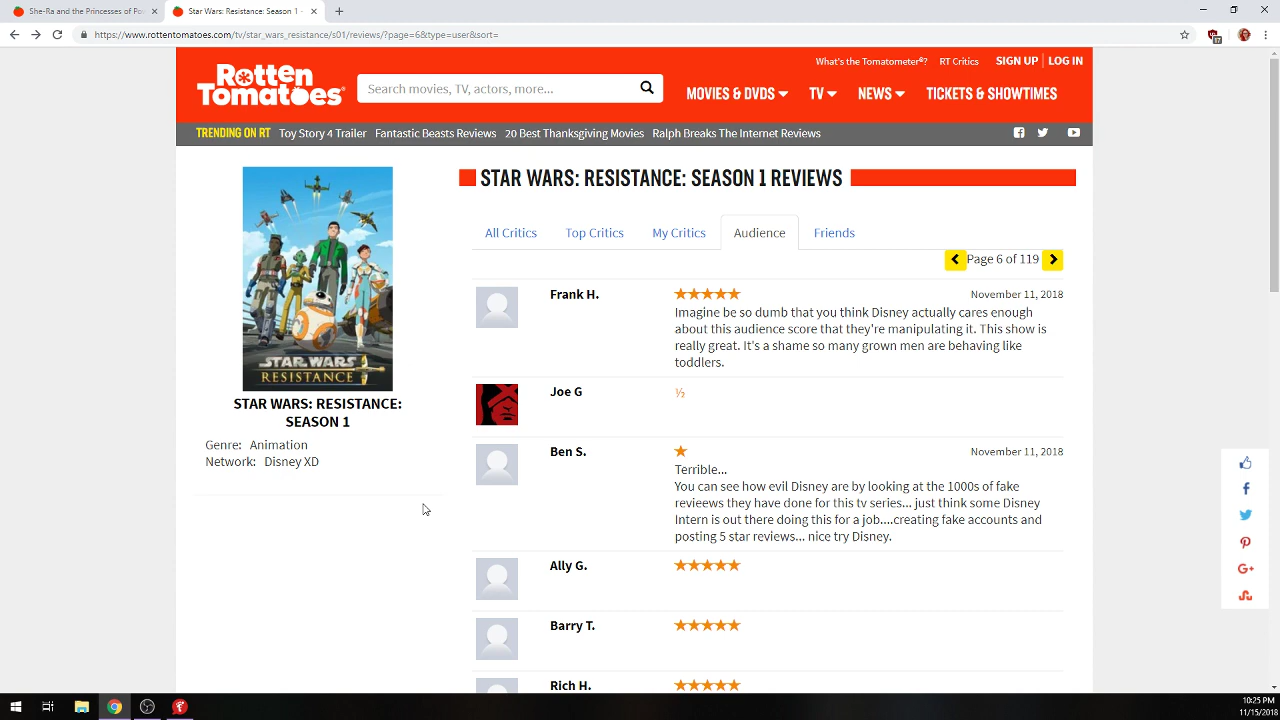 She-Ra and the Princesses of Po
Star Wars: Resistance: Season 1 -
https://www.rottentomatoes.com/tv/star_wars_resistance/s01/reviews/?page=6&type=user&sort=
17
What's the Tomatometer®?
RT Critics
SIGN UP
LOG IN
Rotten
Tomatoes®
Search movies, TV, actors, more...
MOVIES & DVDS
TV
NEWS
TICKETS & SHOWTIMES
TRENDING ON RT
Toy Story 4 Trailer
Fantastic Beasts Reviews
20 Best Thanksgiving Movies
Ralph Breaks The Internet Reviews
STAR WARS
RESISTANCE
STAR WARS: RESISTANCE:
SEASON 1
Genre: Animation
Network: Disney XD
STAR WARS: RESISTANCE: SEASON 1 REVIEWS
All Critics
Top Critics
My Critics
Audience
Friends
Page 6 of 119
Frank H.
November 11, 2018
Imagine be so dumb that you think Disney actually cares enough
about this audience score that they're manipulating it. This show is
really great. It's a shame so many grown men are behaving like
toddlers.
Joe G
½
Ben S.
November 11, 2018
Terrible...
You can see how evil Disney are by looking at the 1000s of fake
revieews they have done for this tv series... just think some Disney
Intern is out there doing this for a job....creating fake accounts and
posting 5 star reviews... nice try Disney.
Ally G.
Barry T.
Rich H.
G+
10:25 PM
11/15/2018